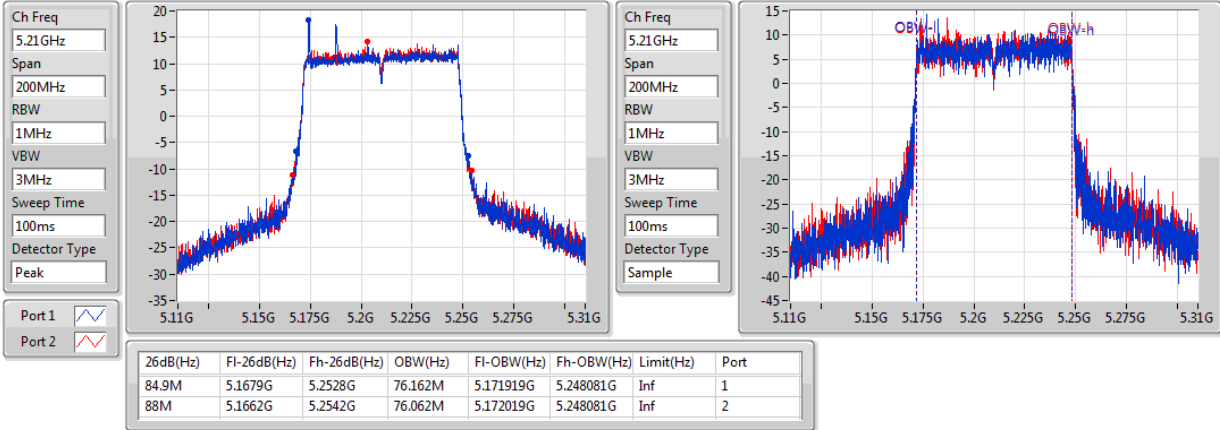 Ch Freq
5.21GHz
Span
200MHz
RBW
1MHz
VBW
3MHz
Sweep Time
100ms
Detector Type
Peak
Port 1
Port 2
20
15
10
5
0
-5
-10
-15
-20
-25
-30
-35
5.11G 5.15G 5.175G 5.2G 5.225G 5.25G 5.275G 5.31G
Ch Freq
5.21GHz
Span
200MHz
RBW
1MHz
VBW
3MHz
Sweep Time
100ms
Detector Type
Sample
OBW-l OBW-h
15
10
5
0
-5
-10
-15
-20
-25
-30
-35
-40
-45
5.11G 5.15G 5.175G 5.2G 5.225G 5.25G 5.275G 5.31G
26dB(Hz) Fl-26dB(Hz) Fh-26dB(Hz) OBW(Hz) Fl-OBW(Hz) Fh-OBW(Hz) Limit(Hz) Port
84.9M 5.1679G 5.2528G 76.162M 5.171919G 5.248081G Inf 1
88M 5.1662G 5.2542G 76.062M 5.172019G 5.248081G Inf 2